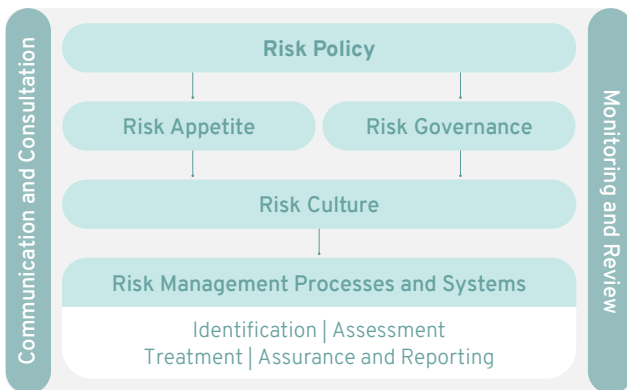 Communication and Consultation
Risk Policy
Risk Appetite
Risk Governance
Risk Culture
Risk Management Processes and Systems
Identification | Assessment
Treatment | Assurance and Reporting
Monitoring and Review